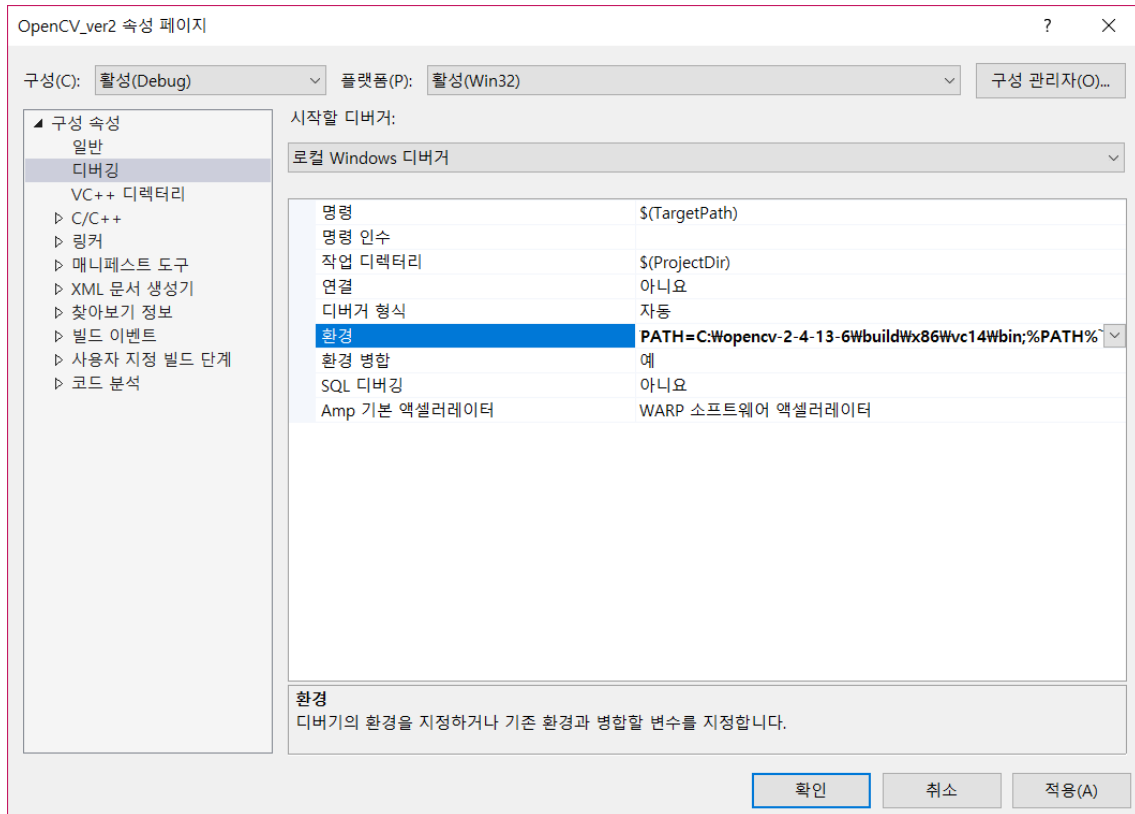 OpenCV_ver2 속성 페이지 ?
구성(C): 활성(Debug) 플랫폼(P): 활성(Win32) 구성 관리자(O)...
구성 속성
일반
디버깅
VC++ 디렉터리
C/C++
링커
매니페스트 도구
XML 문서 생성기
찾아보기 정보
빌드 이벤트
사용자 지정 빌드 단계
코드 분석
시작할 디버거:
로컬 Windows 디버거
명령 $(TargetPath)
명령 인수
작업 디렉터리 $(ProjectDir)
연결 아니요
디버거 형식 자동
환경 PATH=C:₩opencv-2-4-13-6₩build₩x86₩vc14₩bin;%PATH%
환경 병합 예
SQL 디버깅 아니요
Amp 기본 액셀러레이터 WARP 소프트웨어 액셀러레이터
환경
디버기의 환경을 지정하거나 기존 환경과 병합할 변수를 지정합니다.
확인 취소 적용(A)